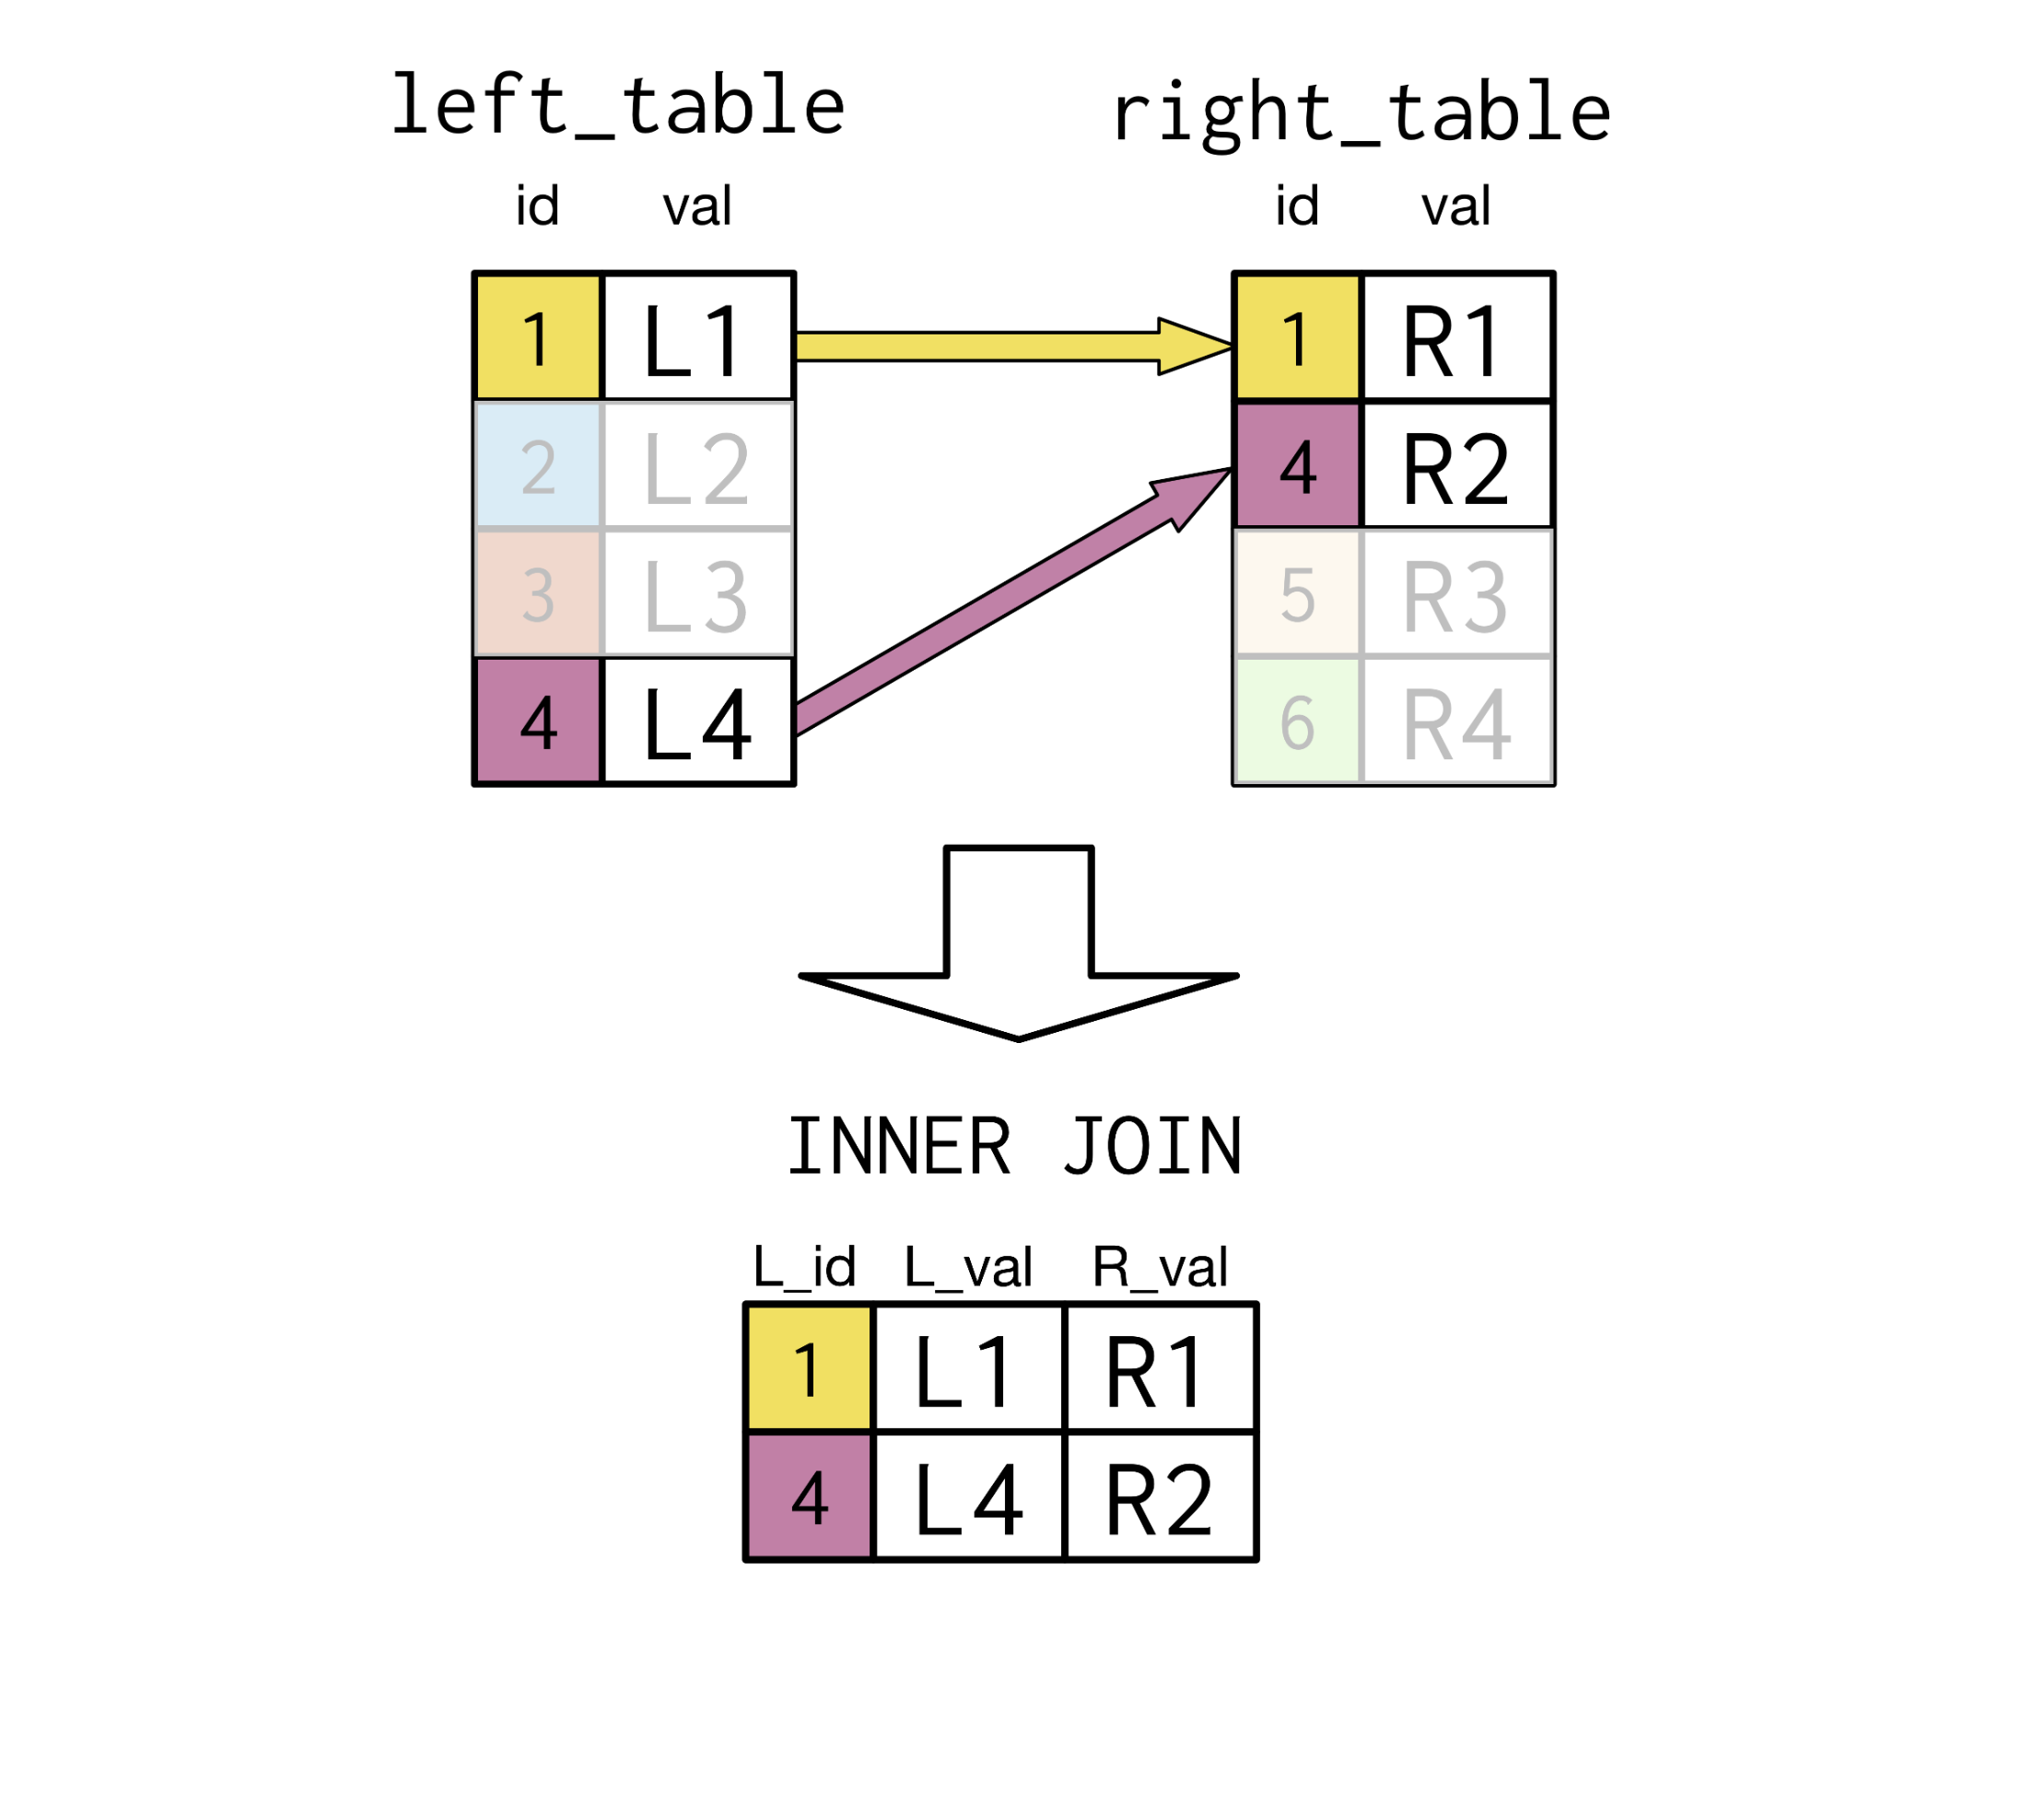 left_table right_table
id val id val
1 L1 1 R1
2 L2 4 R2
3 L3 5 R3
4 L4 6 R4
INNER JOIN
L_id L_val R_val
1 L1 R1
4 L4 R2